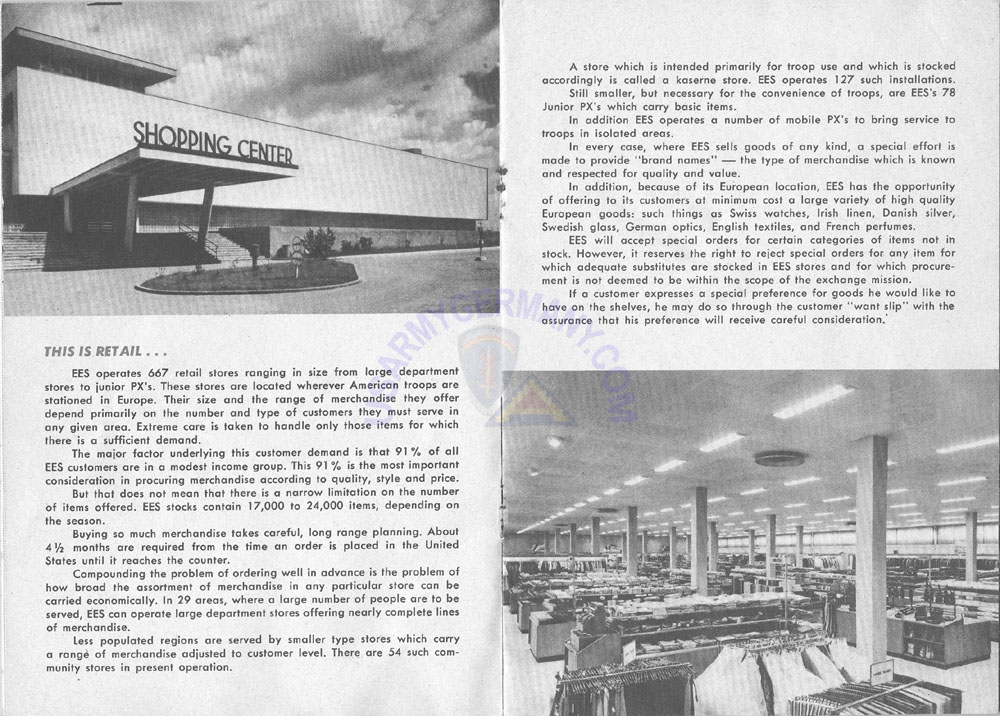 SHOPPING CENTER
THIS IS RETAIL . . .
EES operates 667 retail stores ranging in size from large department
stores to junior PX's. These stores are located wherever American troops are
stationed in Europe. Their size and the range of merchandise they offer
depend primarily on the number and type of customers they must serve in
any given area. Extreme care is taken to handle only those items for which
there is a sufficient demand.
The major factor underlying this customer demand is that 91% of all
EES customers are in a modest income group. This 91% is the most important
consideration in procuring merchandise according to quality, style and price.
But that does not mean that there is a narrow limitation on the number
of items offered. EES stocks contain 17,000 to 24,000 items, depending on
the season.
Buying so much merchandise takes careful, long range planning. About
4½ months are required from the time an order is placed in the United
States until it reaches the counter.
Compounding the problem of ordering well in advance is the problem of
how broad the assortment of merchandise in any particular store can be
carried economically. In 29 areas, where a large number of people are to be
served, EES can operate large department stores offering nearly complete lines
of merchandise.
Less populated regions are served by smaller type stores which carry
a range of merchandise adjusted to customer level. There are 54 such com-
munity stores in present operation.
A store which is intended primarily for troop use and which is stocked
accordingly is called a kaserne store. EES operates 127 such installations.
Still smaller, but necessary for the convenience of troops, are EES's 78
Junior PX's which carry basic items.
In addition EES operates a number of mobile PX's to bring service to
troops in isolated areas.
In every case, where EES sells goods of any kind, a special effort is
made to provide "brand names" — the type of merchandise which is known
and respected for quality and value.
In addition, because of its European location, EES has the opportunity
of offering to its customers at minimum cost a large variety of high quality
European goods: such things as Swiss watches, Irish linen, Danish silver,
Swedish glass, German optics, English textiles, and French perfumes.
EES will accept special orders for certain categories of items not in
stock. However, it reserves the right to reject special orders for any item for
which adequate substitutes are stocked in EES stores and for which procure-
ment is not deemed to be within the scope of the exchange mission.
If a customer expresses a special preference for goods he would like to
have on the shelves, he may do so through the customer "want slip" with the
assurance that his preference will receive careful consideration.
USARMYGERMANY.COM